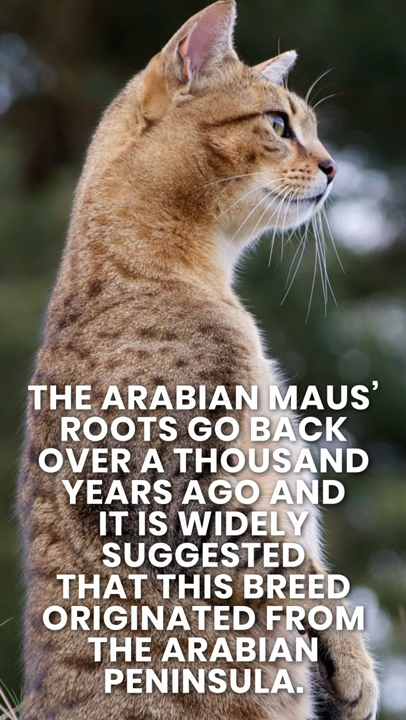 THE ARABIAN MAUS’
ROOTS GO BACK
OVER A THOUSAND
YEARS AGO AND
IT IS WIDELY
SUGGESTED
THAT THIS BREED
ORIGINATED FROM
THE ARABIAN
PENINSULA.